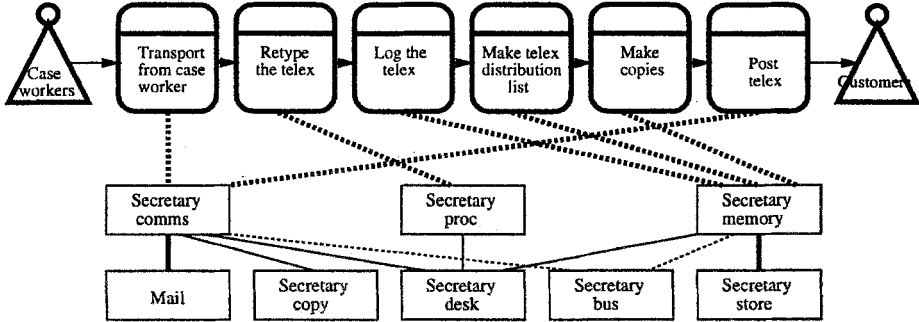 Case
workers
Transport
from case
worker
Retype
the telex
Log the
telex
Make telex
distribution
list
Make
copies
Post
telex
Customers
Secretary
comms
Secretary
proc
Secretary
memory
Mail
Secretary
copy
Secretary
desk
Secretary
bus
Secretary
store